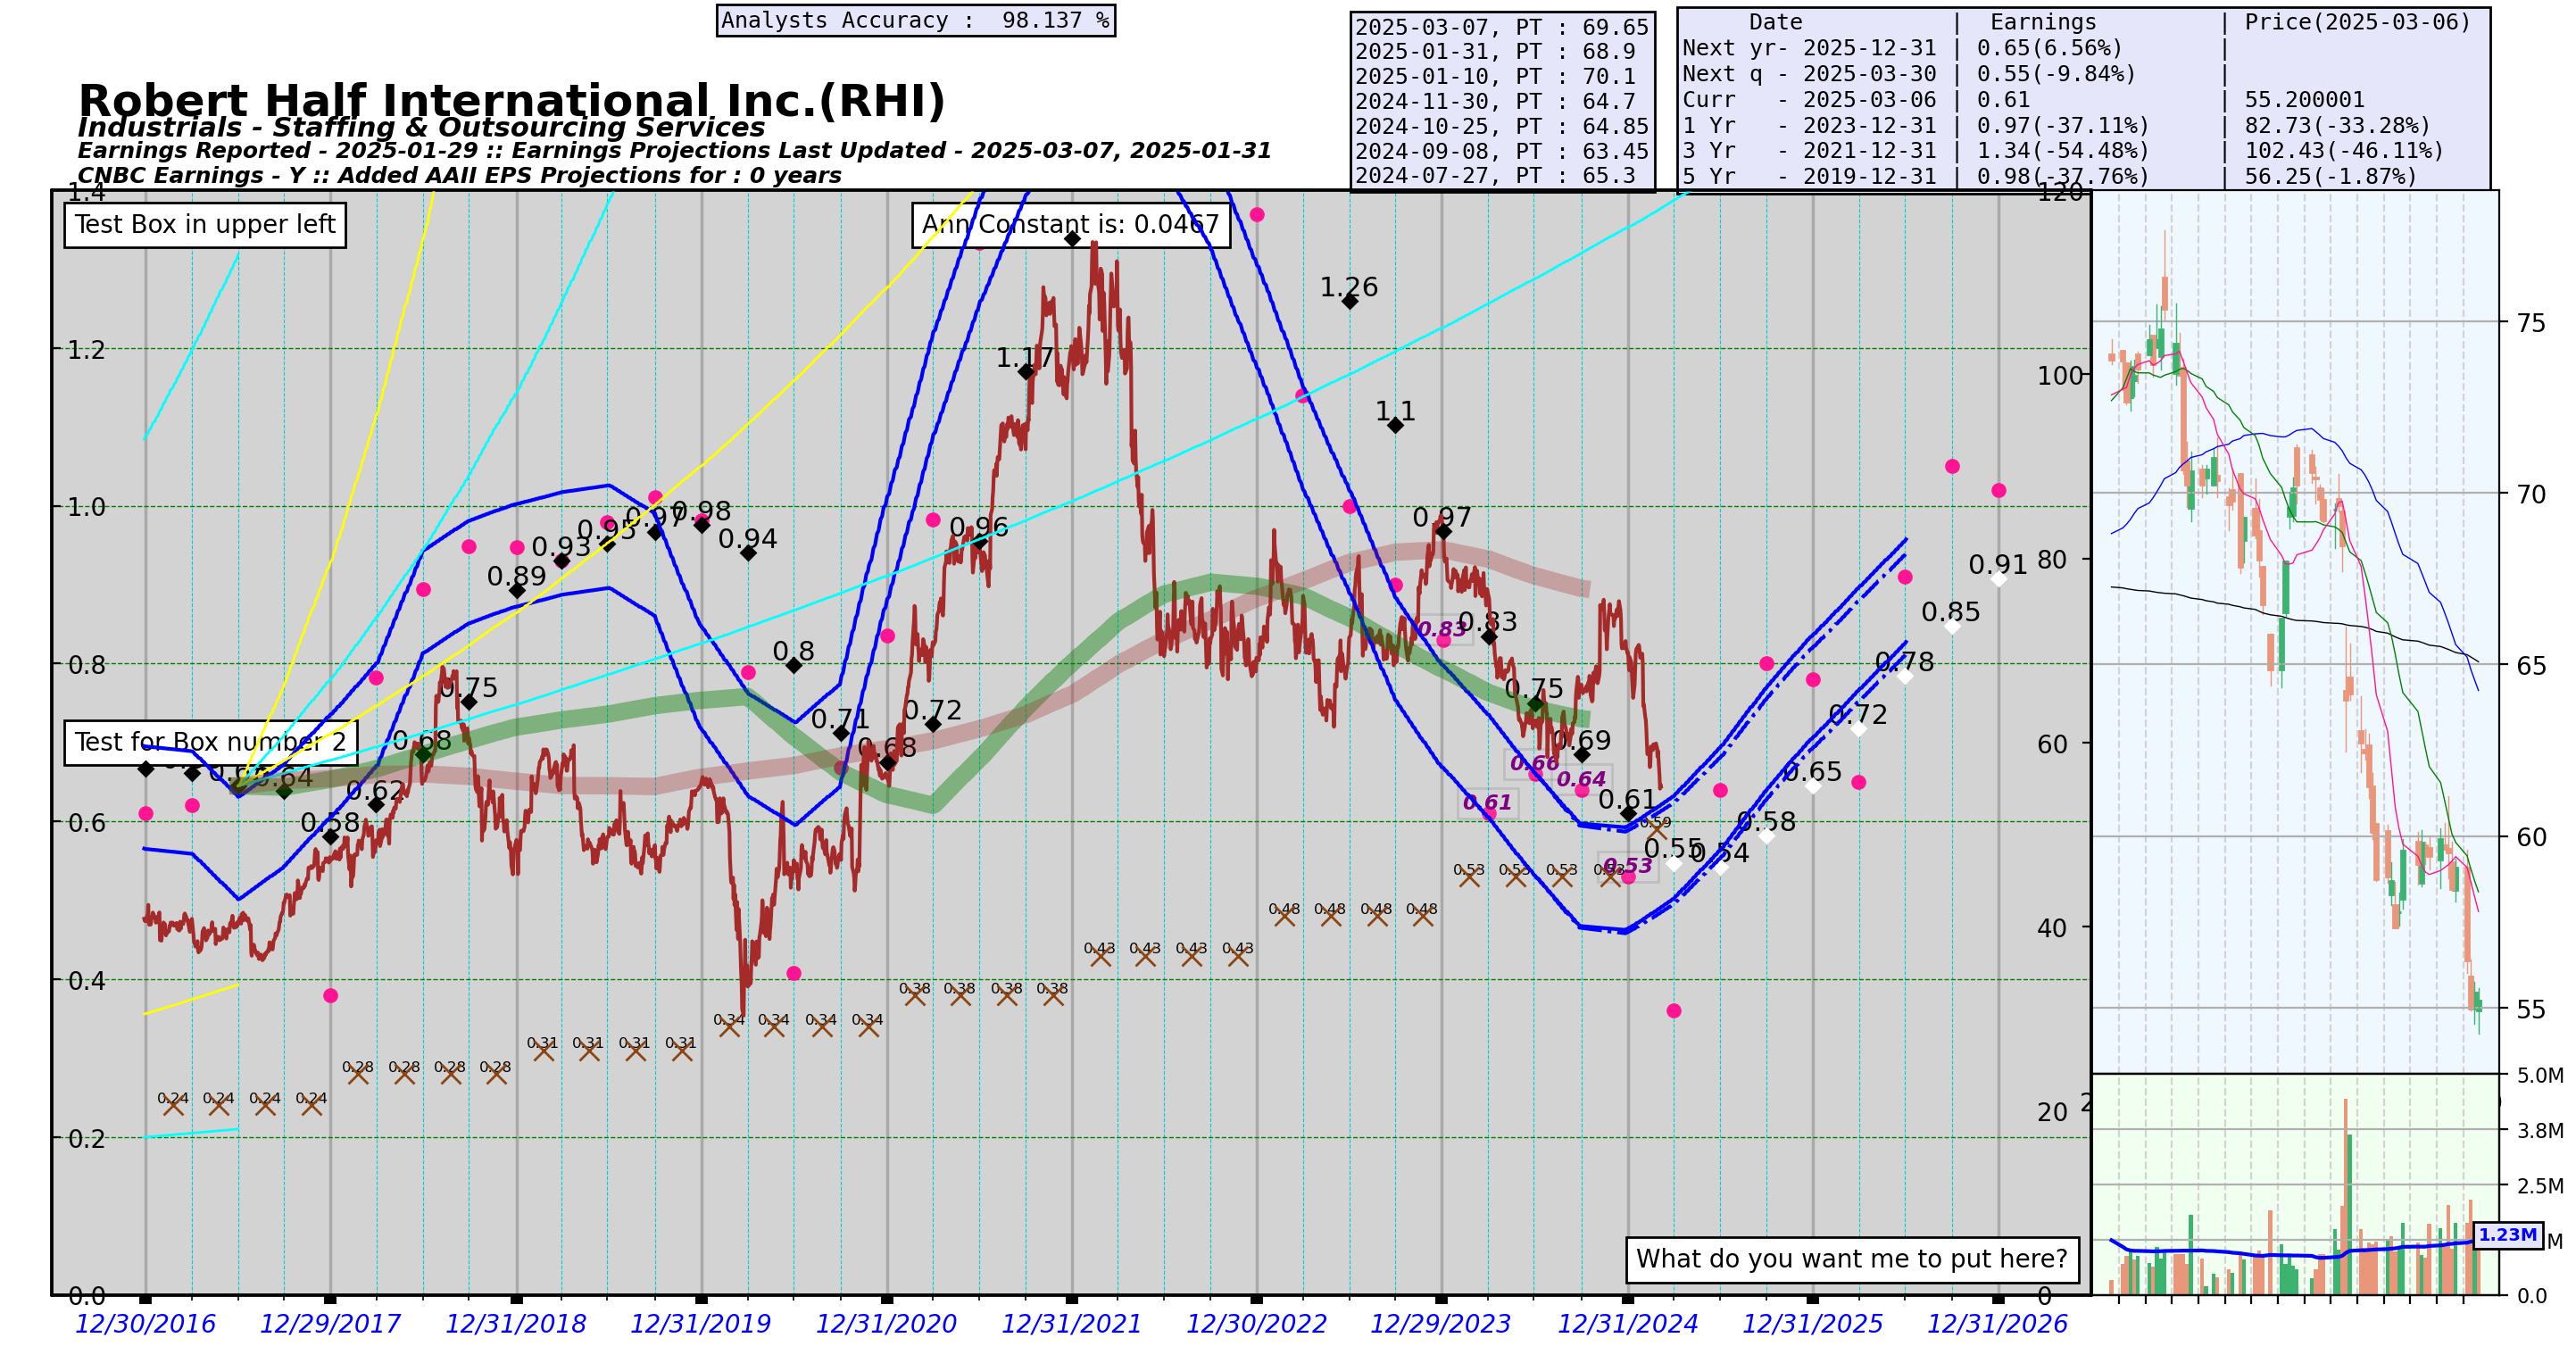 Analysts Accuracy :  98.137 %
2025-03-07, PT : 69.65
2025-01-31, PT : 68.9
2025-01-10, PT : 70.1
2024-11-30, PT : 64.7
2024-10-25, PT : 64.85
2024-09-08, PT : 63.45
2024-07-27, PT : 65.3
Date | Earnings | Price(2025-03-06)
Next yr- 2025-12-31 | 0.65(6.56%) |
Next q - 2025-03-30 | 0.55(-9.84%) |
Curr - 2025-03-06 | 0.61 | 55.200001
1 Yr - 2023-12-31 | 0.97(-37.11%) | 82.73(-33.28%)
3 Yr - 2021-12-31 | 1.34(-54.48%) | 102.43(-46.11%)
5 Yr - 2019-12-31 | 0.98(-37.76%) | 56.25(-1.87%)
Robert Half International Inc.(RHI)
Industrials - Staffing & Outsourcing Services
Earnings Reported - 2025-01-29 :: Earnings Projections Last Updated - 2025-03-07, 2025-01-31
CNBC Earnings - Y :: Added AAII EPS Projections for : 0 years
Test Box in upper left
Ann Constant is: 0.0467
Test for Box number 2
What do you want me to put here?
1.4
1.2
1.0
0.8
0.6
0.4
0.2
0.0
0.64
0.58
0.62
0.68
0.75
0.89
0.93
0.95
0.97
0.98
0.94
0.8
0.71
0.68
0.72
0.96
1.17
1.26
1.1
0.97
0.83
0.75
0.69
0.61
0.55
0.54
0.58
0.65
0.72
0.78
0.85
0.91
0.83
0.61
0.66
0.64
0.53
0.24 0.24 0.24 0.24
0.28 0.28 0.28 0.28
0.31 0.31 0.31 0.31
0.34 0.34 0.34 0.34
0.38 0.38 0.38 0.38
0.43 0.43 0.43 0.43
0.48 0.48 0.48 0.48
0.53 0.53 0.53 0.53
0.59
120
100
80
60
40
20
0
75
70
65
60
55
5.0M
3.8M
2.5M
1.23M
0.0
12/30/2016 12/29/2017 12/31/2018 12/31/2019 12/31/2020 12/31/2021 12/30/2022 12/29/2023 12/31/2024 12/31/2025 12/31/2026